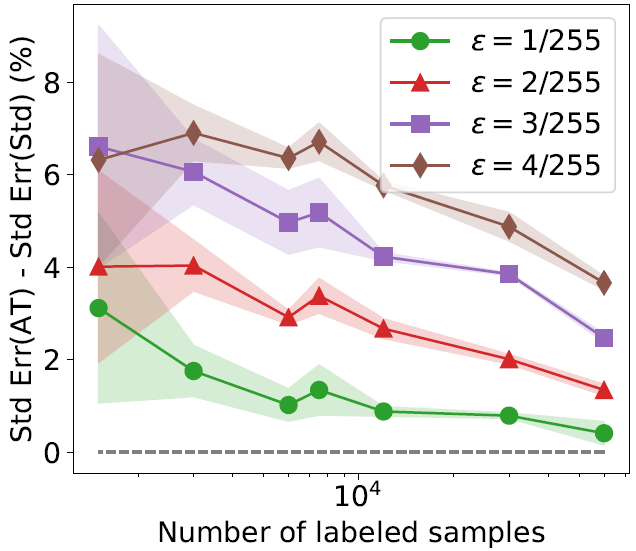 Std Err(AT) - Std Err(Std) (%)
8
6
4
2
0
ε = 1/255
ε = 2/255
ε = 3/255
ε = 4/255
10⁴
Number of labeled samples